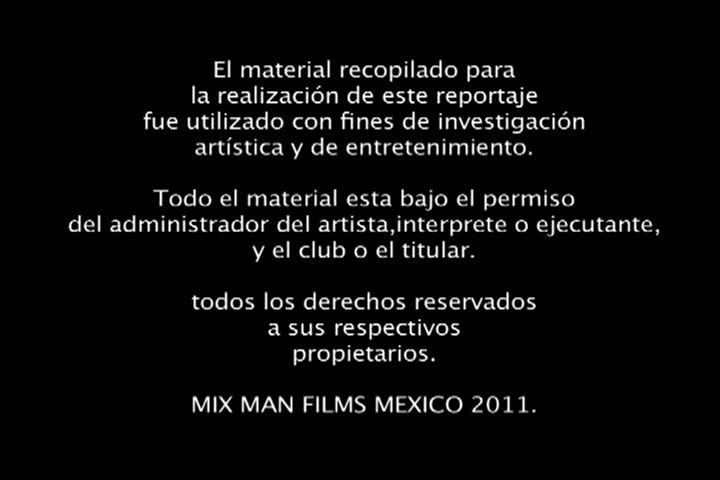 El material recopilado para
la realización de este reportaje
fue utilizado con fines de investigación
artística y de entretenimiento.
Todo el material esta bajo el permiso
del administrador del artista,interprete o ejecutante,
y el club o el titular.
todos los derechos reservados
a sus respectivos
propietarios.
MIX MAN FILMS MEXICO 2011.